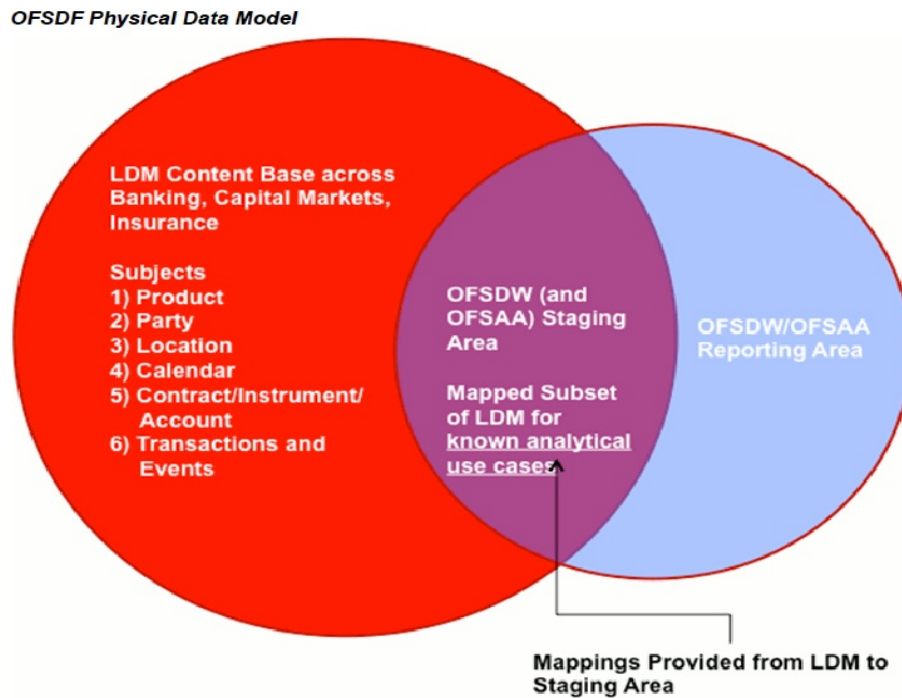 OFSDF Physical Data Model
LDM Content Base across
Banking, Capital Markets,
Insurance
Subjects
1) Product
2) Party
3) Location
4) Calendar
5) Contract/Instrument/
Account
6) Transactions and
Events
OFSDW (and
OFSAA) Staging
Area
Mapped Subset
of LDM for
known analytical
use cases
OFSDW/OFSAA
Reporting Area
Mappings Provided from LDM to
Staging Area